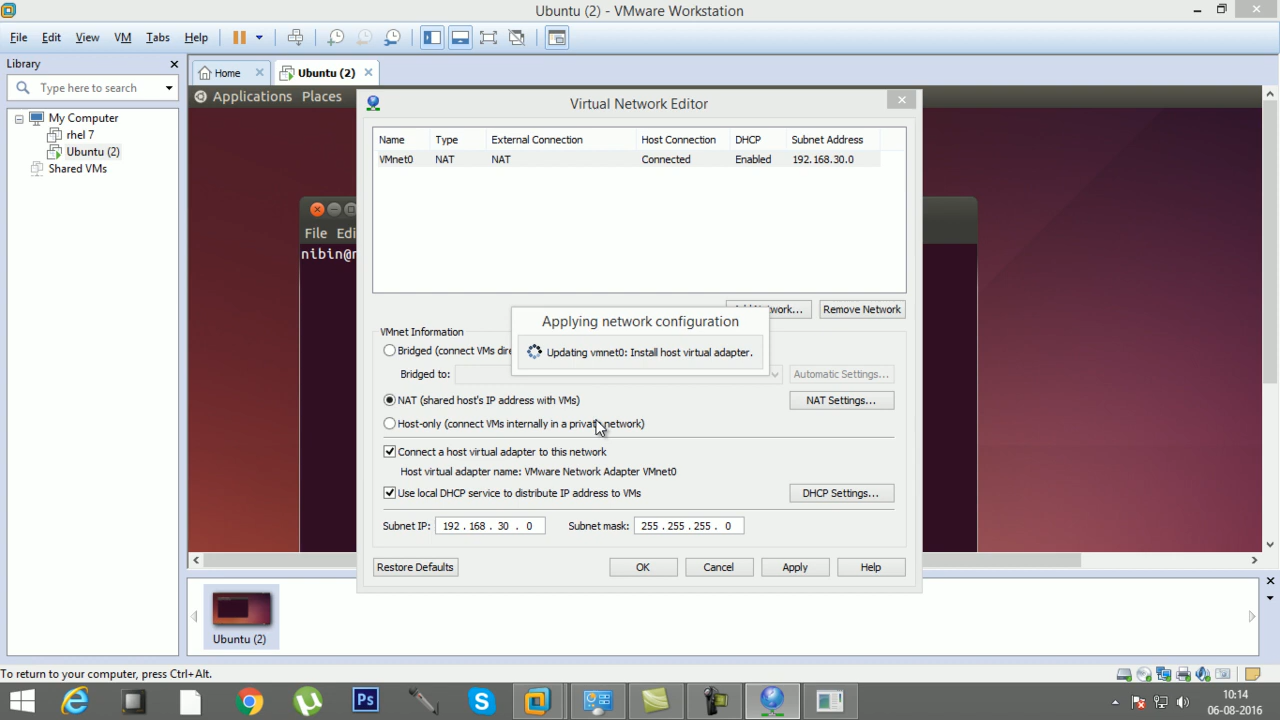 Ubuntu (2) - VMware Workstation
File Edit View VM Tabs Help
Library
Type here to search
My Computer
rhel 7
Ubuntu (2)
Shared VMs
Home
Ubuntu (2)
Applications Places
File Edi
nibin@
Virtual Network Editor
Name Type External Connection Host Connection DHCP Subnet Address
VMnet0 NAT NAT Connected Enabled 192.168.30.0
Remove Network
Applying network configuration
Updating vmnet0: Install host virtual adapter.
VMnet Information
Bridged (connect VMs dire
Bridged to:
Automatic Settings...
NAT (shared host's IP address with VMs)
NAT Settings...
Host-only (connect VMs internally in a private network)
Connect a host virtual adapter to this network
Host virtual adapter name: VMware Network Adapter VMnet0
Use local DHCP service to distribute IP address to VMs
DHCP Settings...
Subnet IP: 192 . 168 . 30 . 0 Subnet mask: 255 . 255 . 255 . 0
Restore Defaults OK Cancel Apply Help
Ubuntu (2)
To return to your computer, press Ctrl+Alt.
Ps
10:14
06-08-2016